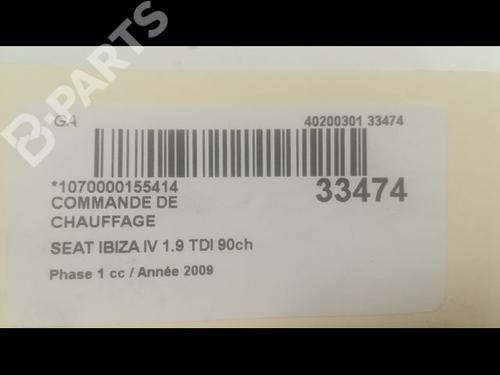 B-PARTS
GA
40200301 33474
*1070000155414
33474
COMMANDE DE
CHAUFFAGE
SEAT IBIZA IV 1.9 TDI 90ch
Phase 1 cc / Année 2009